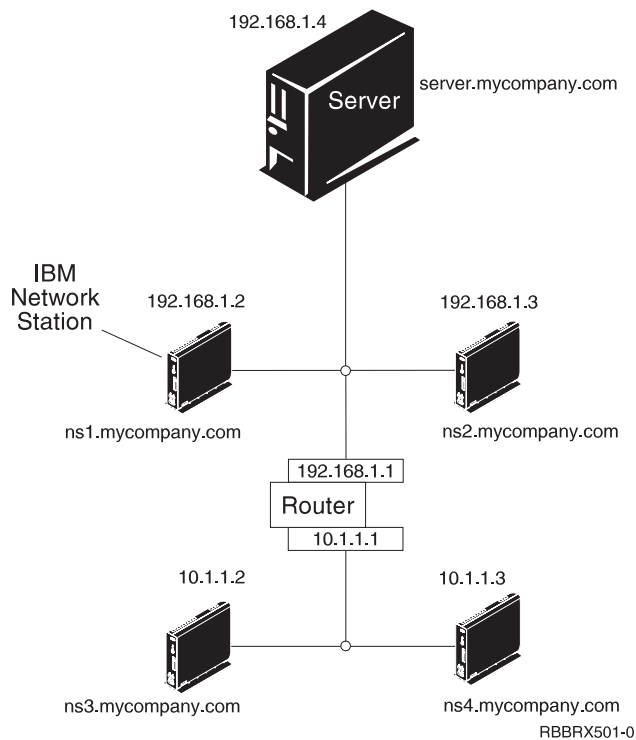 192.168.1.4
Server
server.mycompany.com
IBM
Network
Station
192.168.1.2
192.168.1.3
ns1.mycompany.com
ns2.mycompany.com
192.168.1.1
Router
10.1.1.1
10.1.1.2
10.1.1.3
ns3.mycompany.com
ns4.mycompany.com
RBBRX501-0